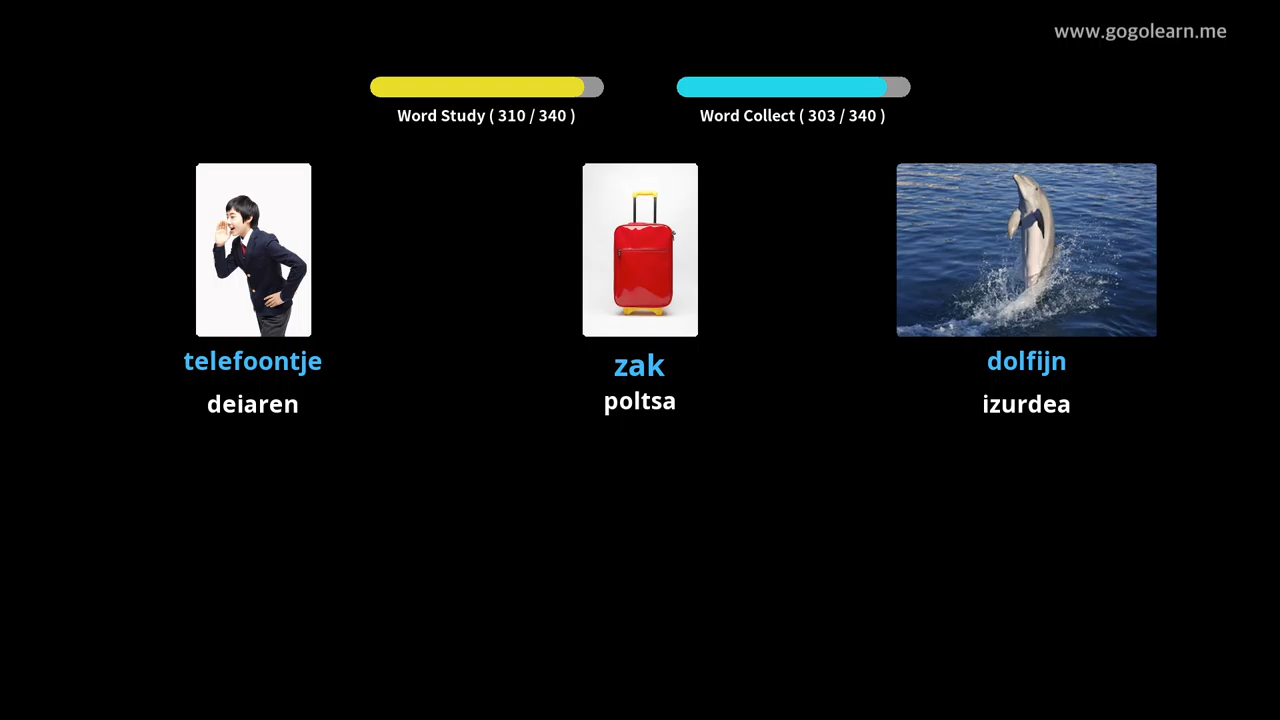 www.gogolearn.me
Word Study ( 310 / 340 )
Word Collect ( 303 / 340 )
telefoontje
zak
dolfijn
deiaren
poltsa
izurdea